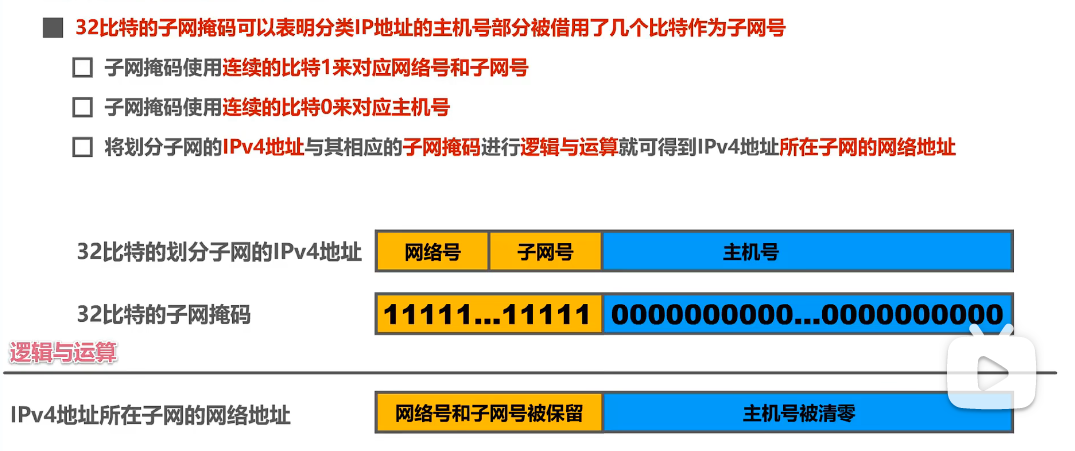 32比特的子网掩码可以表明分类IP地址的主机号部分被借用了几个比特作为子网号
子网掩码使用连续的比特1来对应网络号和子网号
子网掩码使用连续的比特0来对应主机号
将划分子网的IPv4地址与其相应的子网掩码进行逻辑与运算就可得到IPv4地址所在子网的网络地址
32比特的划分子网的IPv4地址 网络号 子网号 主机号
32比特的子网掩码 11111...11111 0000000000...0000000000
逻辑与运算
IPv4地址所在子网的网络地址 网络号和子网号被保留 主机号被清零